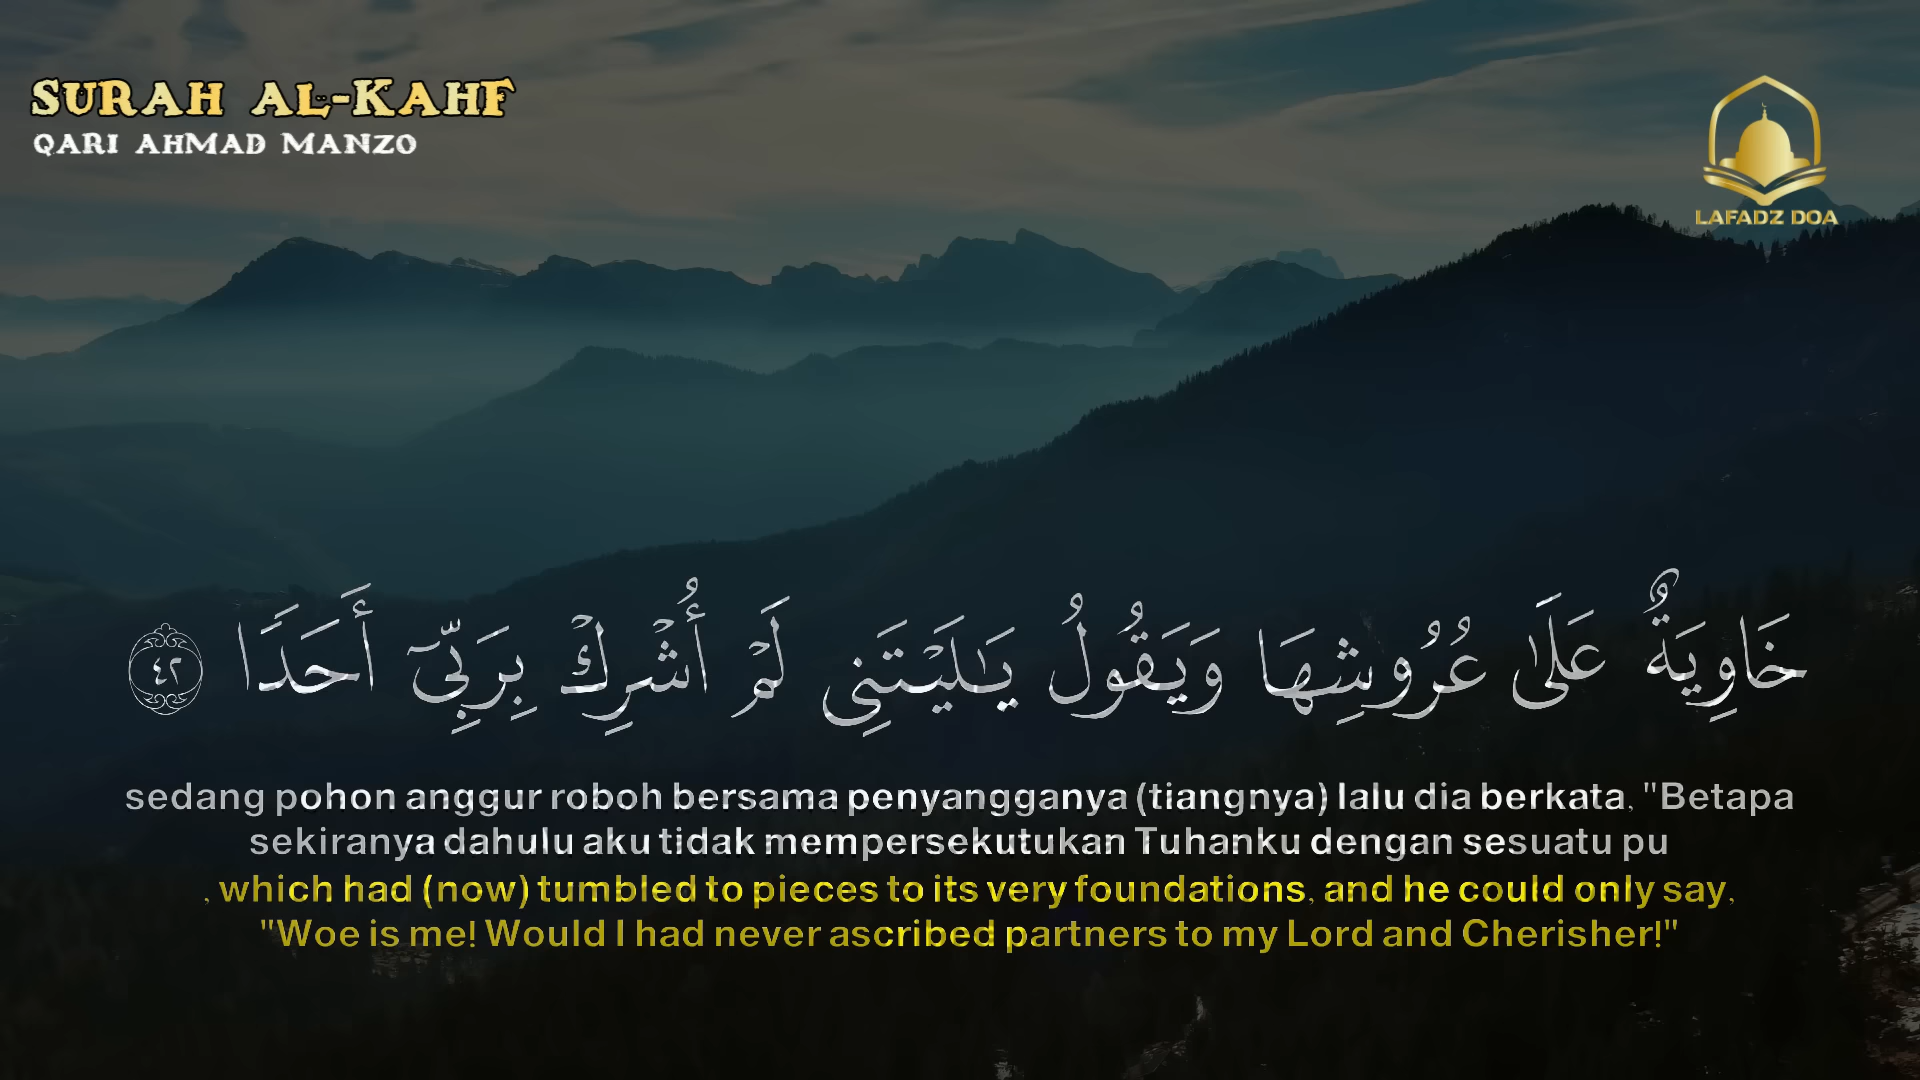 SURAH AL-KAHF
QARI AHMAD MANZO
LAFADZ DOA
خَاوِيَةٌ عَلَىٰ عُرُوشِهَا وَيَقُولُ يَـٰلَيْتَنِى لَمْ أُشْرِكْ بِرَبِّىٓ أَحَدًا ٤٢
sedang pohon anggur roboh bersama penyangganya (tiangnya) lalu dia berkata, "Betapa
sekiranya dahulu aku tidak mempersekutukan Tuhanku dengan sesuatu pu
, which had (now) tumbled to pieces to its very foundations, and he could only say,
"Woe is me! Would I had never ascribed partners to my Lord and Cherisher!"